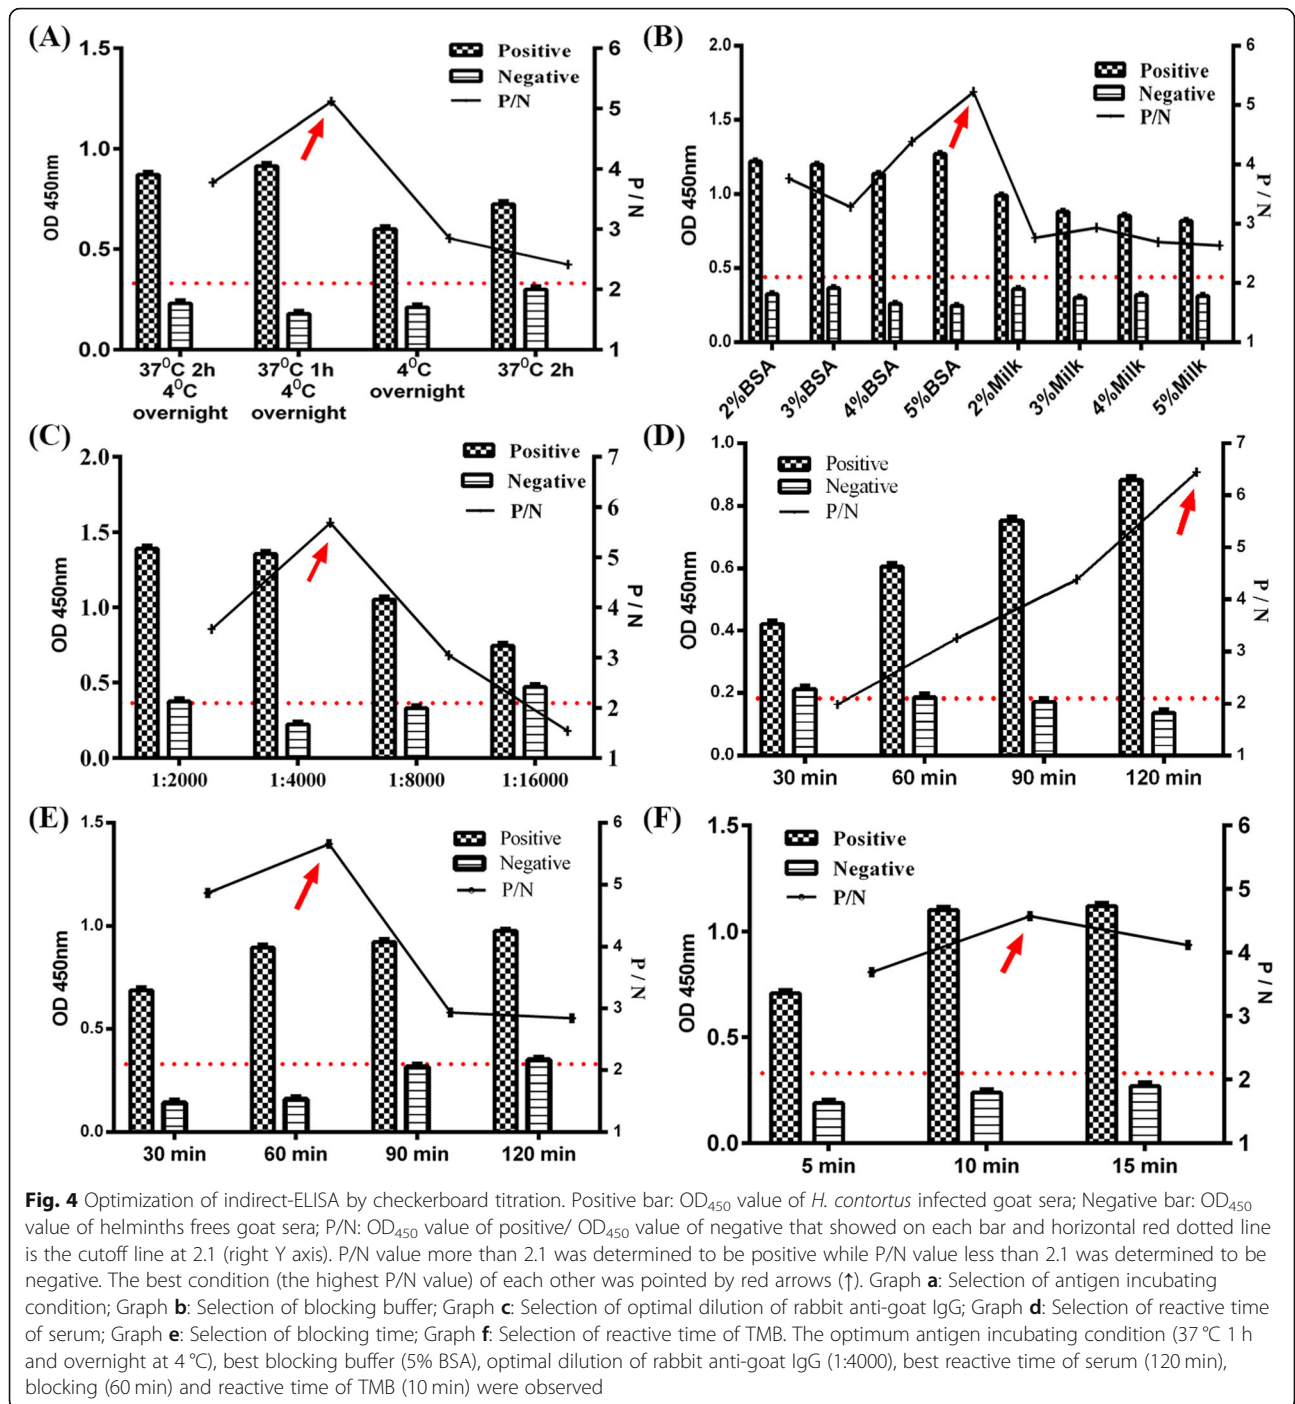 (A)
1.5
1.0
0.5
0.0
OD 450nm
Positive
Negative
P/N
6
5
4
3
2
1
P / N
37⁰C 2h
4⁰C
overnight
37⁰C 1h
4⁰C
overnight
4⁰C
overnight
37⁰C 2h
(B)
2.0
1.5
1.0
0.5
0.0
OD 450nm
Positive
Negative
P/N
6
5
4
3
2
1
P / N
2%BSA
3%BSA
4%BSA
5%BSA
2%Milk
3%Milk
4%Milk
5%Milk
(C)
2.0
1.5
1.0
0.5
0.0
OD 450nm
Positive
Negative
P/N
7
6
5
4
3
2
1
P / N
1:2000
1:4000
1:8000
1:16000
(D)
1.0
0.8
0.6
0.4
0.2
0.0
OD 450nm
Positive
Negative
P/N
7
6
5
4
3
2
1
P / N
30 min
60 min
90 min
120 min
(E)
1.5
1.0
0.5
0.0
OD 450nm
Positive
Negative
P/N
6
5
4
3
2
1
P / N
30 min
60 min
90 min
120 min
(F)
1.5
1.0
0.5
0.0
OD 450nm
Positive
Negative
P/N
6
5
4
3
2
1
P / N
5 min
10 min
15 min
Fig. 4 Optimization of indirect-ELISA by checkerboard titration. Positive bar: OD₄₅₀ value of H. contortus infected goat sera; Negative bar: OD₄₅₀
value of helminths frees goat sera; P/N: OD₄₅₀ value of positive/ OD₄₅₀ value of negative that showed on each bar and horizontal red dotted line
is the cutoff line at 2.1 (right Y axis). P/N value more than 2.1 was determined to be positive while P/N value less than 2.1 was determined to be
negative. The best condition (the highest P/N value) of each other was pointed by red arrows (↑). Graph a: Selection of antigen incubating
condition; Graph b: Selection of blocking buffer; Graph c: Selection of optimal dilution of rabbit anti-goat IgG; Graph d: Selection of reactive time
of serum; Graph e: Selection of blocking time; Graph f: Selection of reactive time of TMB. The optimum antigen incubating condition (37 °C 1 h
and overnight at 4 °C), best blocking buffer (5% BSA), optimal dilution of rabbit anti-goat IgG (1:4000), best reactive time of serum (120 min),
blocking (60 min) and reactive time of TMB (10 min) were observed